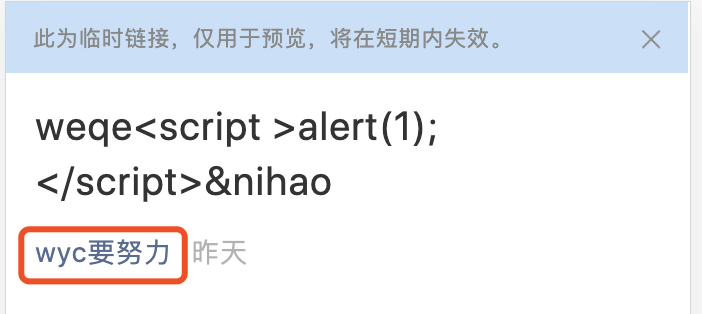 此为临时链接，仅用于预览，将在短期内失效。
weqe<script >alert(1);
</script>&nihao
wyc要努力 昨天